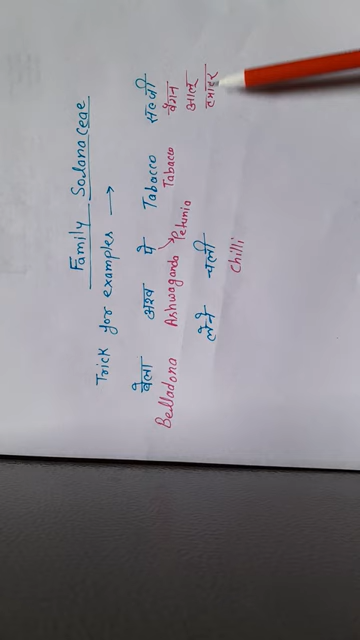 Family Solanaceae
Trick for examples →
बैला अश्व पे Tabacco सब्जी
Belladona Ashwagandha Petunia Tabacco बैंगन
आलू
लेने चली टमाटर
Chilli